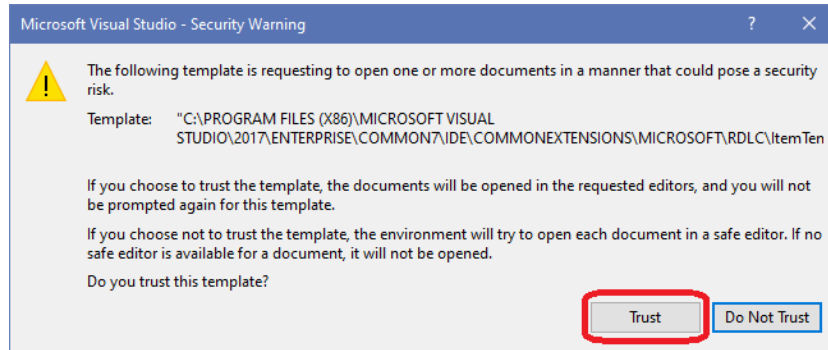 Microsoft Visual Studio - Security Warning ? ×
The following template is requesting to open one or more documents in a manner that could pose a security
risk.
Template: "C:\PROGRAM FILES (X86)\MICROSOFT VISUAL
STUDIO\2017\ENTERPRISE\COMMON7\IDE\COMMONEXTENSIONS\MICROSOFT\RDLC\ItemTen
If you choose to trust the template, the documents will be opened in the requested editors, and you will not
be prompted again for this template.
If you choose not to trust the template, the environment will try to open each document in a safe editor. If no
safe editor is available for a document, it will not be opened.
Do you trust this template?
Trust Do Not Trust